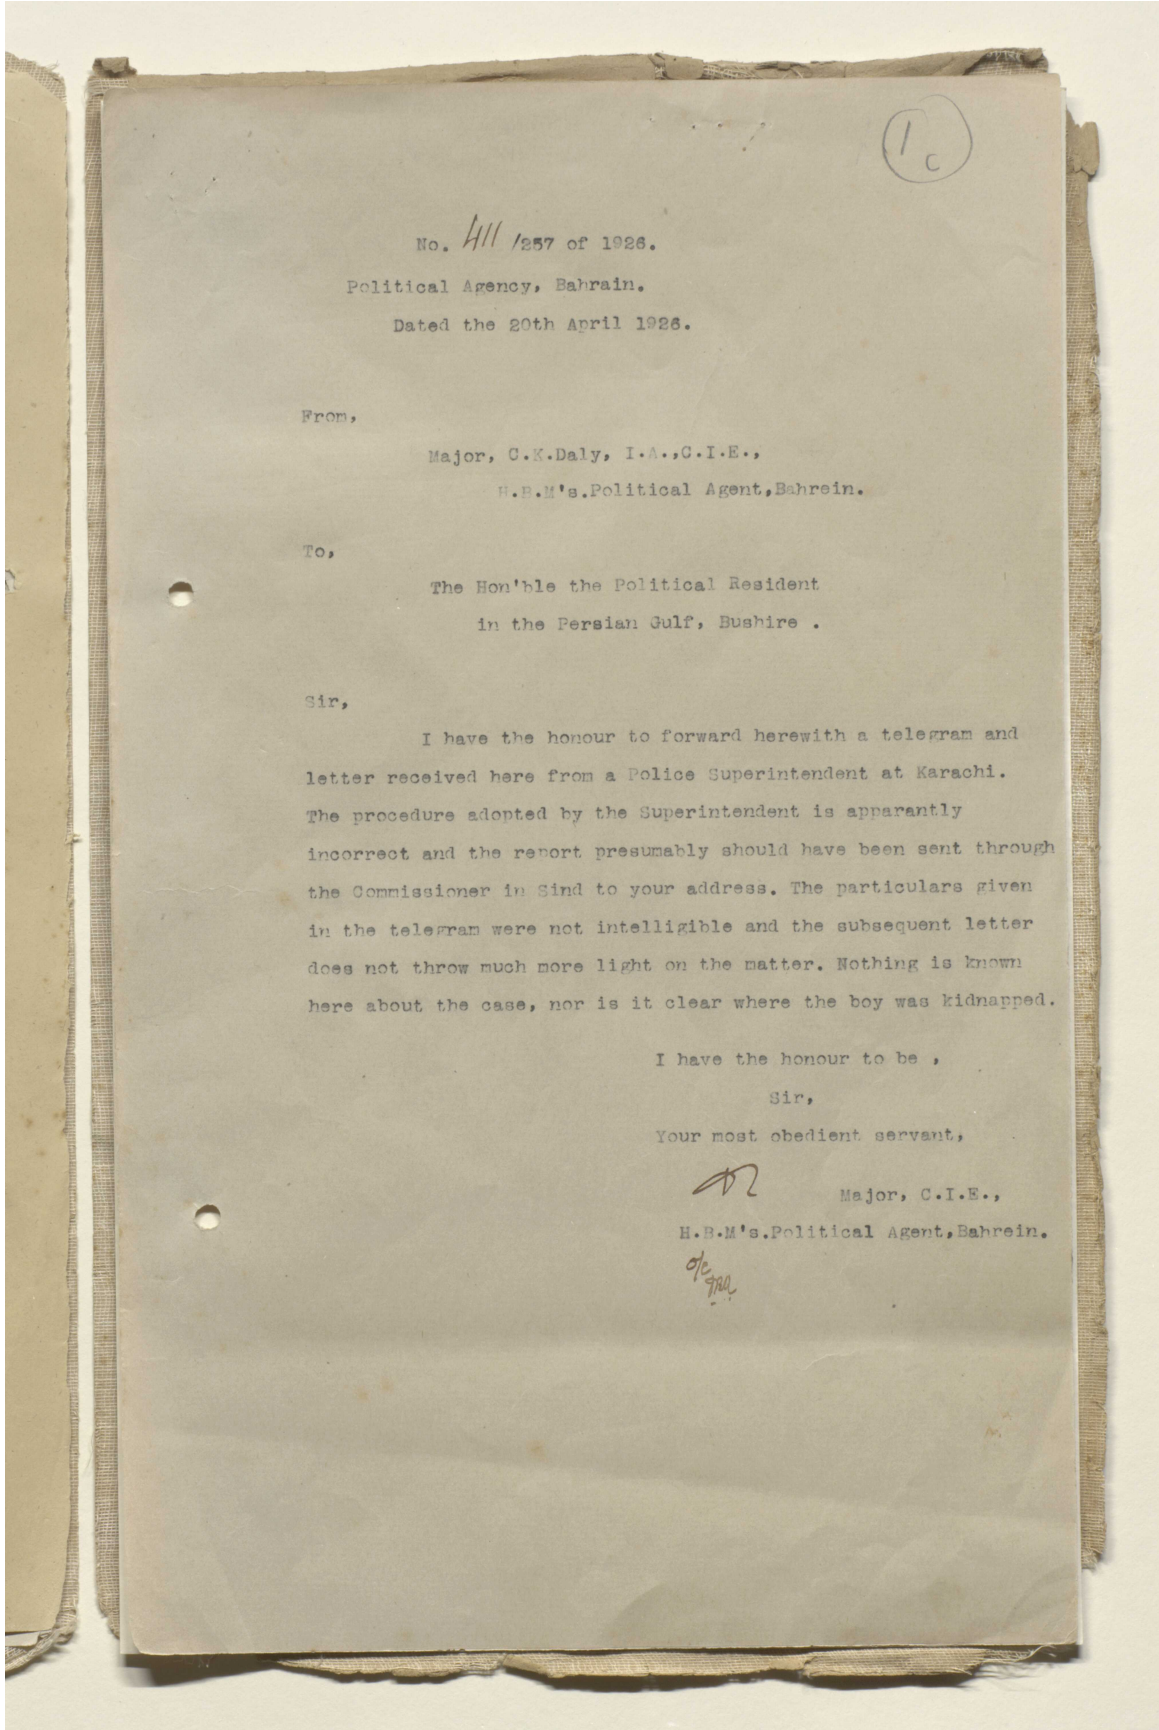 1c
No. 411 /257 of 1926.
Political Agency, Bahrain.
Dated the 20th April 1926.
From,
Major, C.K.Daly, I.A.,C.I.E.,
H.B.M's.Political Agent,Bahrein.
To,
The Hon'ble the Political Resident
in the Persian Gulf, Bushire .
Sir,
I have the honour to forward herewith a telegram and
letter received here from a Police Superintendent at Karachi.
The procedure adopted by the Superintendent is apparantly
incorrect and the report presumably should have been sent through
the Commissioner in Sind to your address. The particulars given
in the telegram were not intelligible and the subsequent letter
does not throw much more light on the matter. Nothing is known
here about the case, nor is it clear where the boy was kidnapped.
I have the honour to be ,
Sir,
Your most obedient servant,
Major, C.I.E.,
H.B.M's.Political Agent,Bahrein.
o/c